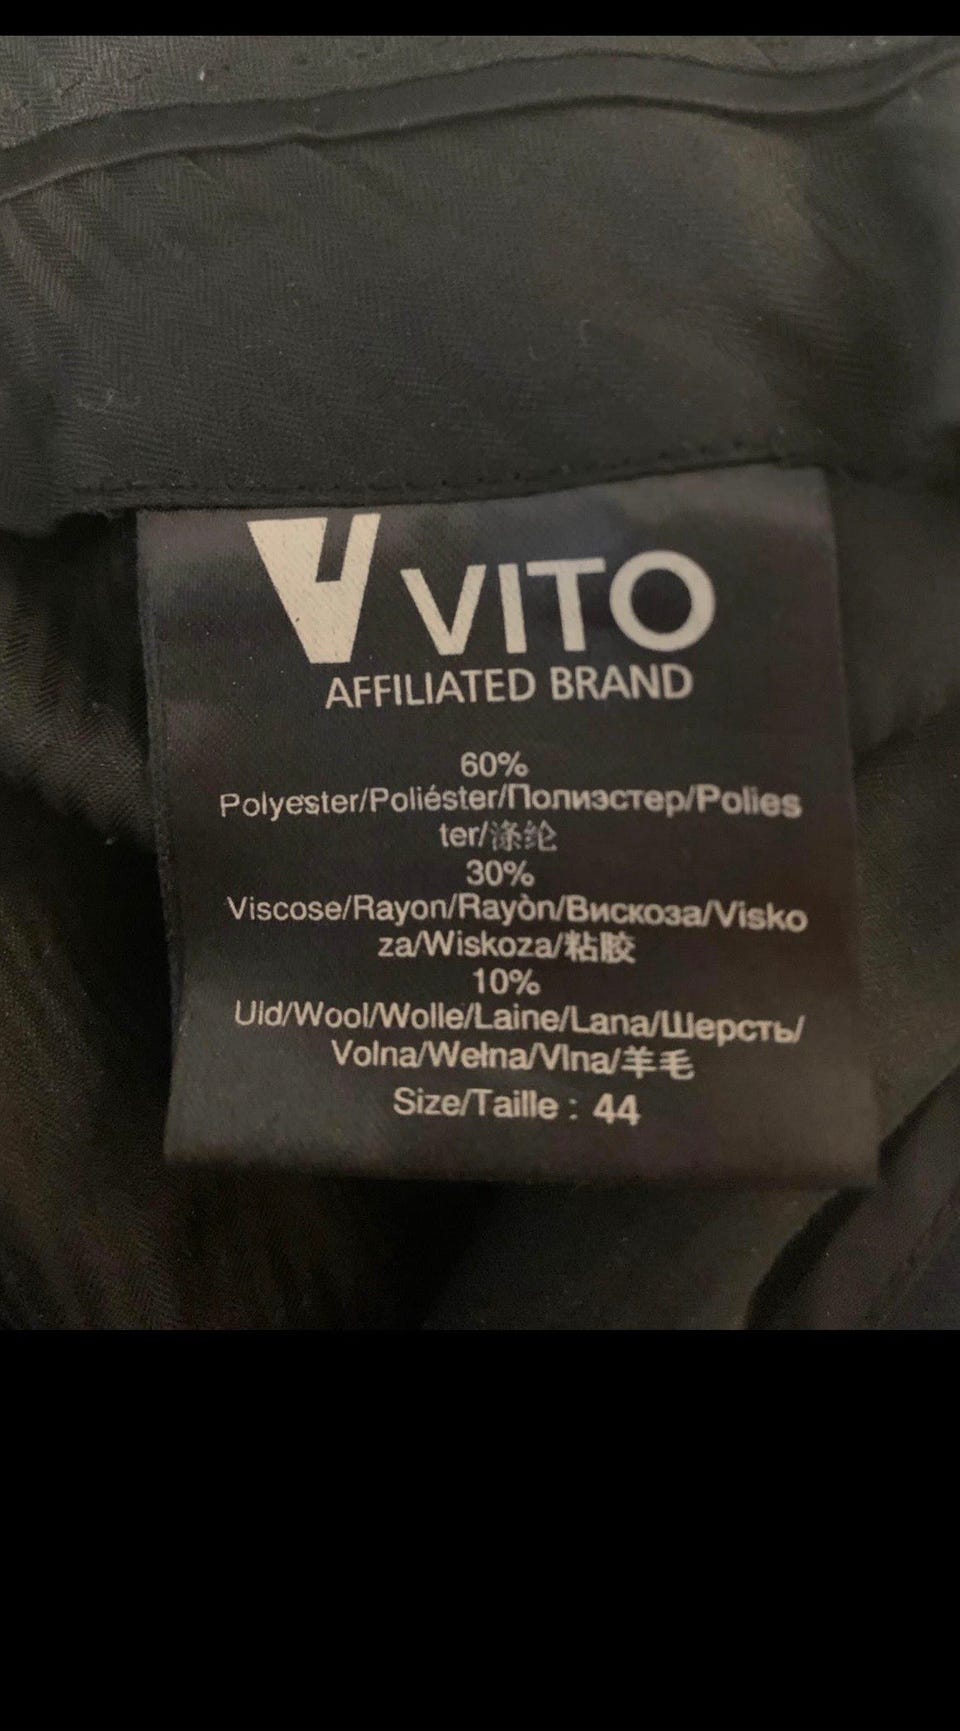 VITO
AFFILIATED BRAND
60%
Polyester/Poliéster/Полиэстер/Polies
ter/涤纶
30%
Viscose/Rayon/Rayòn/Вискоза/Visko
za/Wiskoza/粘胶
10%
Uld/Wool/Wolle/Laine/Lana/Шерсть/
Volna/Wełna/Vlna/羊毛
Size/Taille : 44